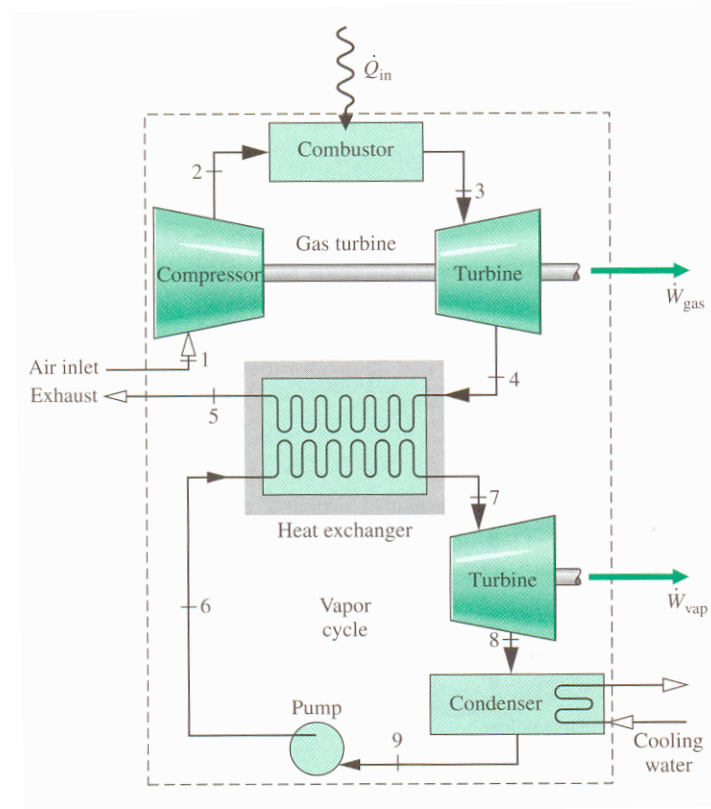 Q̇in
Combustor
2
3
Gas turbine
Compressor
Turbine
Ẇgas
1
Air inlet
4
Exhaust
5
Heat exchanger
7
Turbine
6
Vapor
cycle
Ẇvap
8
Condenser
Pump
9
Cooling
water